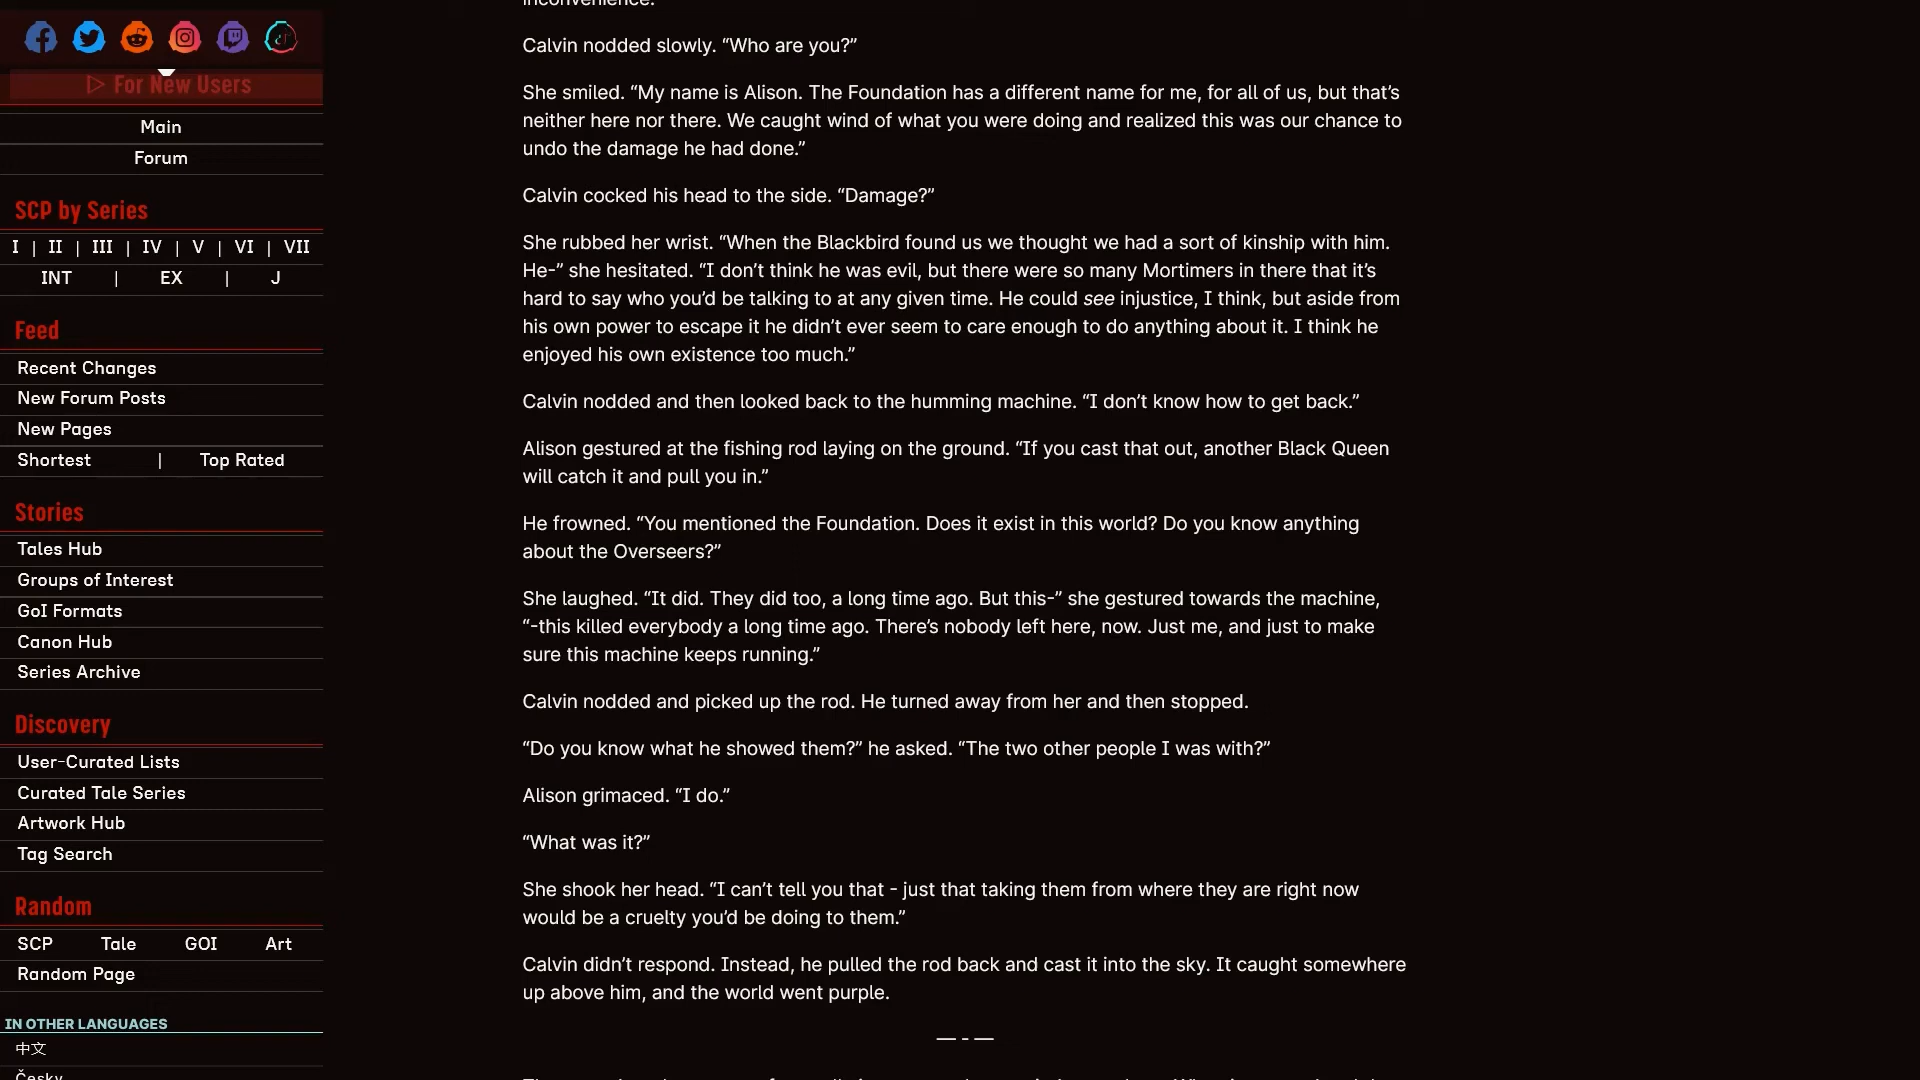 For New Users
Main
Forum
SCP by Series
I | II | III | IV | V | VI | VII
INT | EX | J
Feed
Recent Changes
New Forum Posts
New Pages
Shortest | Top Rated
Stories
Tales Hub
Groups of Interest
GoI Formats
Canon Hub
Series Archive
Discovery
User-Curated Lists
Curated Tale Series
Artwork Hub
Tag Search
Random
SCP Tale GOI Art
Random Page
IN OTHER LANGUAGES
中文
Česky
inconvenience.
Calvin nodded slowly. “Who are you?”
She smiled. “My name is Alison. The Foundation has a different name for me, for all of us, but that’s
neither here nor there. We caught wind of what you were doing and realized this was our chance to
undo the damage he had done.”
Calvin cocked his head to the side. “Damage?”
She rubbed her wrist. “When the Blackbird found us we thought we had a sort of kinship with him.
He-” she hesitated. “I don’t think he was evil, but there were so many Mortimers in there that it’s
hard to say who you’d be talking to at any given time. He could see injustice, I think, but aside from
his own power to escape it he didn’t ever seem to care enough to do anything about it. I think he
enjoyed his own existence too much.”
Calvin nodded and then looked back to the humming machine. “I don’t know how to get back.”
Alison gestured at the fishing rod laying on the ground. “If you cast that out, another Black Queen
will catch it and pull you in.”
He frowned. “You mentioned the Foundation. Does it exist in this world? Do you know anything
about the Overseers?”
She laughed. “It did. They did too, a long time ago. But this-” she gestured towards the machine,
“-this killed everybody a long time ago. There’s nobody left here, now. Just me, and just to make
sure this machine keeps running.”
Calvin nodded and picked up the rod. He turned away from her and then stopped.
“Do you know what he showed them?” he asked. “The two other people I was with?”
Alison grimaced. “I do.”
“What was it?”
She shook her head. “I can’t tell you that - just that taking them from where they are right now
would be a cruelty you’d be doing to them.”
Calvin didn’t respond. Instead, he pulled the rod back and cast it into the sky. It caught somewhere
up above him, and the world went purple.
— - —